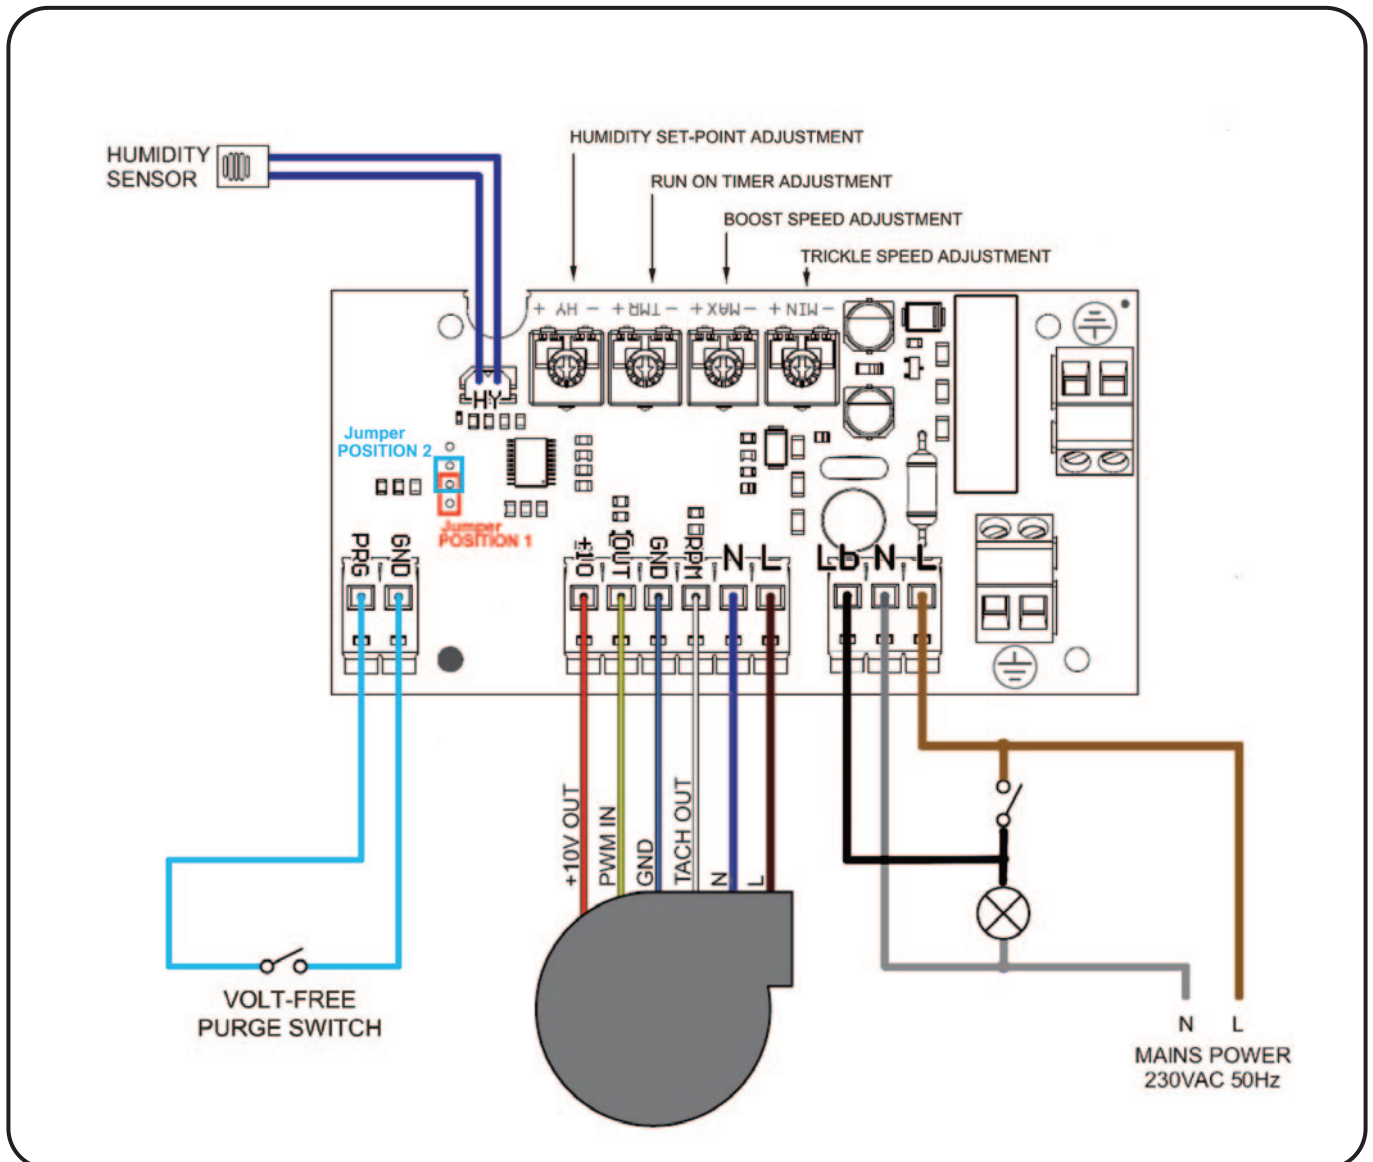 HUMIDITY SET-POINT ADJUSTMENT
HUMIDITY
SENSOR
RUN ON TIMER ADJUSTMENT
BOOST SPEED ADJUSTMENT
TRICKLE SPEED ADJUSTMENT
+ HY - + TMR - + MAX - + MIN -
HY
Jumper
POSITION 2
Jumper
POSITION 1
PRG GND
+10 OUT GND RPM N L
Lb N L
+10V OUT
PWM IN
GND
TACH OUT
N
L
VOLT-FREE
PURGE SWITCH
N L
MAINS POWER
230VAC 50Hz